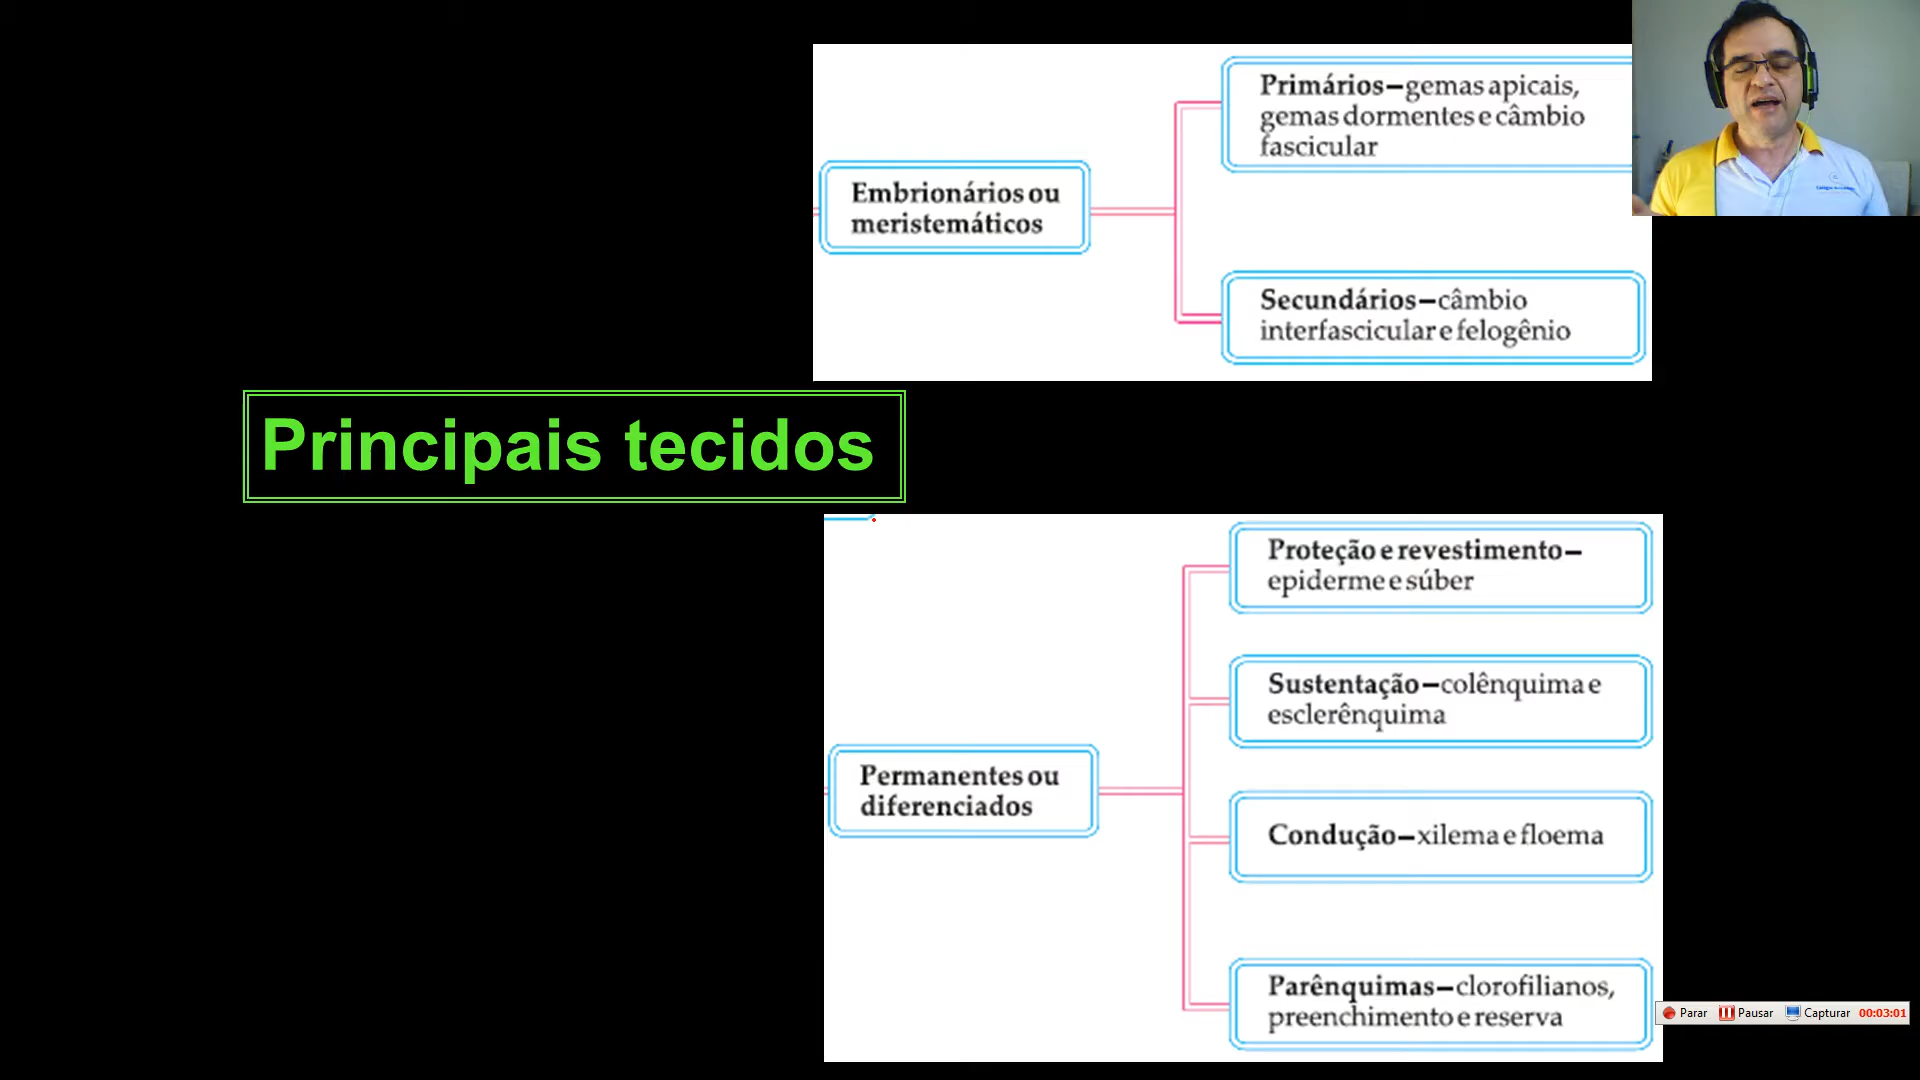 Primários—gemas apicais,
gemas dormentes e câmbio
fascicular
Embrionários ou
meristemáticos
Secundários—câmbio
interfascicular e felogênio
Principais tecidos
Proteção e revestimento—
epiderme e súber
Sustentação—colênquima e
esclerênquima
Permanentes ou
diferenciados
Condução—xilema e floema
Parênquimas—clorofilianos,
preenchimento e reserva
Parar Pausar Capturar 00:03:01